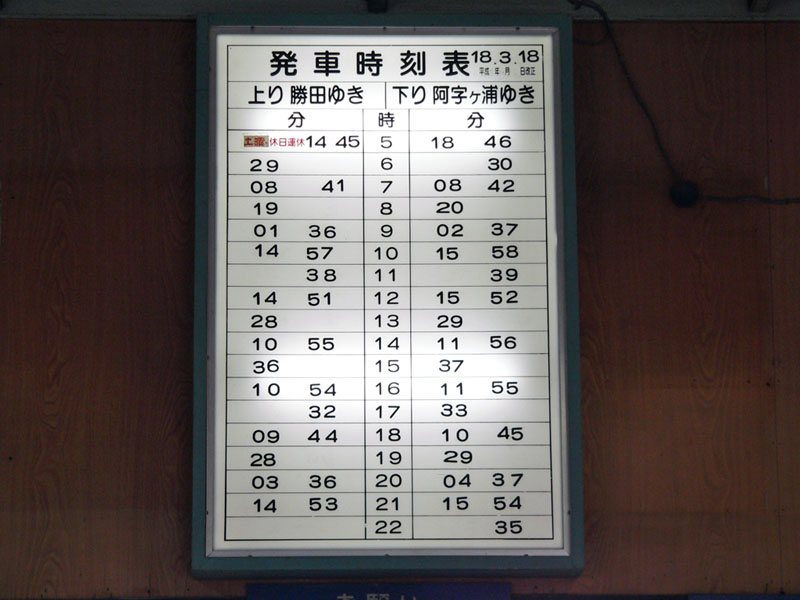 発車時刻表 18.3.18
平成 年 月 日改正
上り 勝田ゆき 下り 阿字ヶ浦ゆき
分 時 分
土曜・休日運休 14 45 5 18 46
29 6 30
08 41 7 08 42
19 8 20
01 36 9 02 37
14 57 10 15 58
38 11 39
14 51 12 15 52
28 13 29
10 55 14 11 56
36 15 37
10 54 16 11 55
32 17 33
09 44 18 10 45
28 19 29
03 36 20 04 37
14 53 21 15 54
22 35